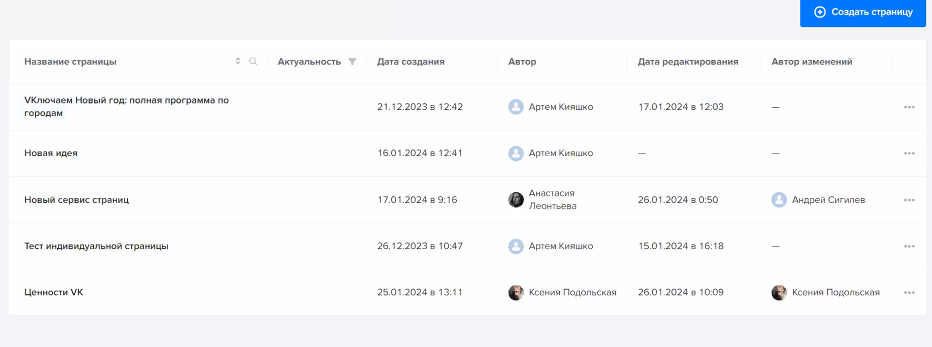 Создать страницу
Название страницы Актуальность Дата создания Автор Дата редактирования Автор изменений
VКлючаем Новый год: полная программа по
городам
21.12.2023 в 12:42 Артем Кияшко 17.01.2024 в 12:03 —
Новая идея 16.01.2024 в 12:41 Артем Кияшко — —
Новый сервис страниц 17.01.2024 в 9:16 Анастасия
Леонтьева
26.01.2024 в 0:50 Андрей Сигилев
Тест индивидуальной страницы 26.12.2023 в 10:47 Артем Кияшко 15.01.2024 в 16:18 —
Ценности VK 25.01.2024 в 13:11 Ксения Подольская 26.01.2024 в 10:09 Ксения Подольская